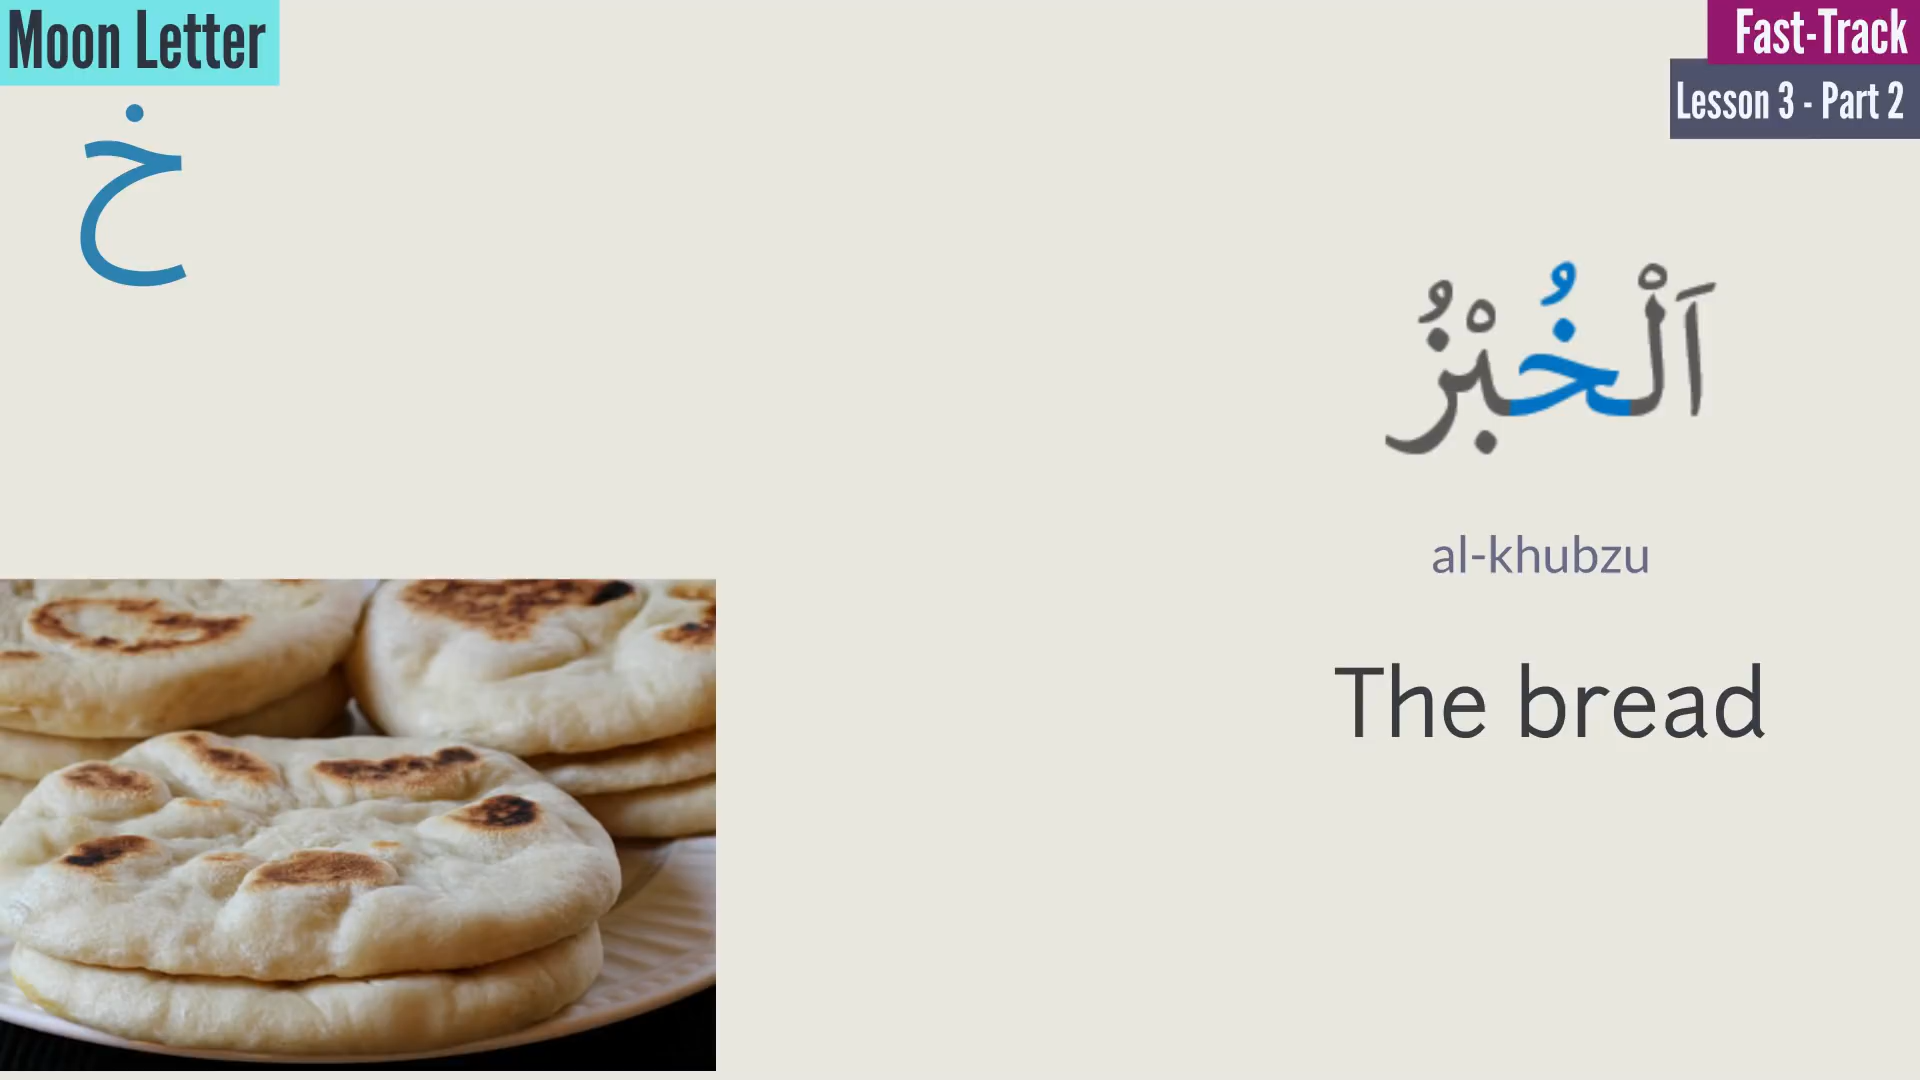 Moon Letter
Fast-Track
Lesson 3 - Part 2
خ
اَلْخُبْزُ
al-khubzu
The bread